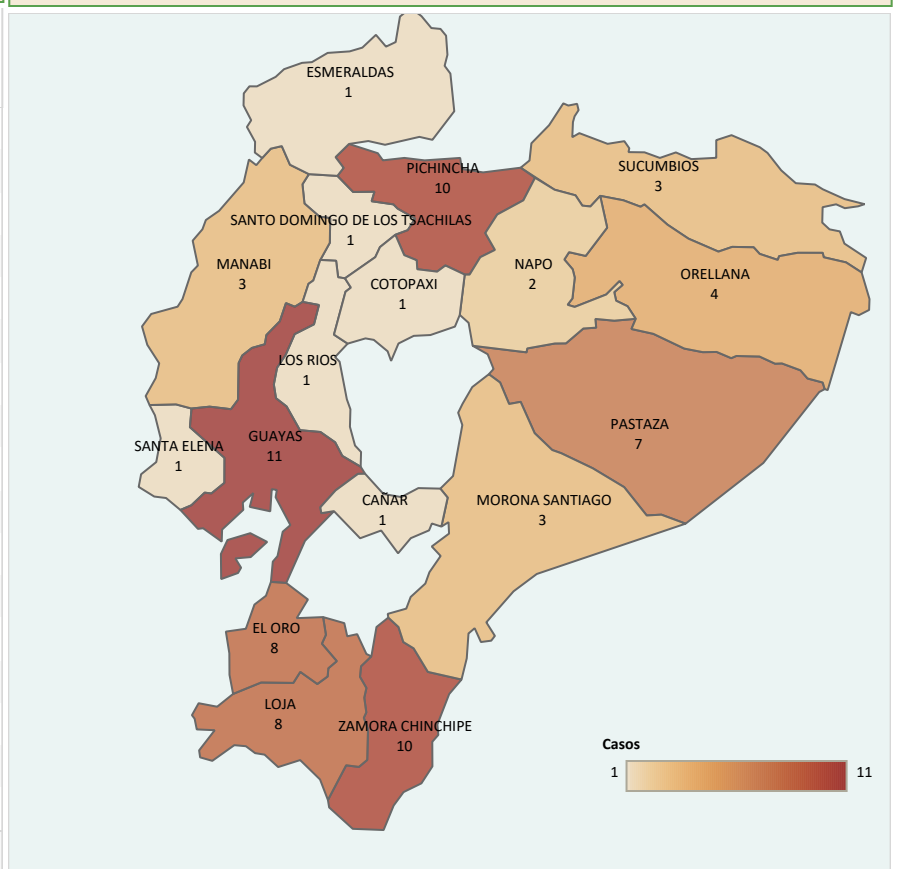 ESMERALDAS
1
PICHINCHA
10
SUCUMBIOS
3
SANTO DOMINGO DE LOS TSACHILAS
1
MANABI
3
COTOPAXI
1
NAPO
2
ORELLANA
4
LOS RIOS
1
SANTA ELENA
1
GUAYAS
11
PASTAZA
7
CAÑAR
1
MORONA SANTIAGO
3
EL ORO
8
LOJA
8
ZAMORA CHINCHIPE
10
Casos
1 11